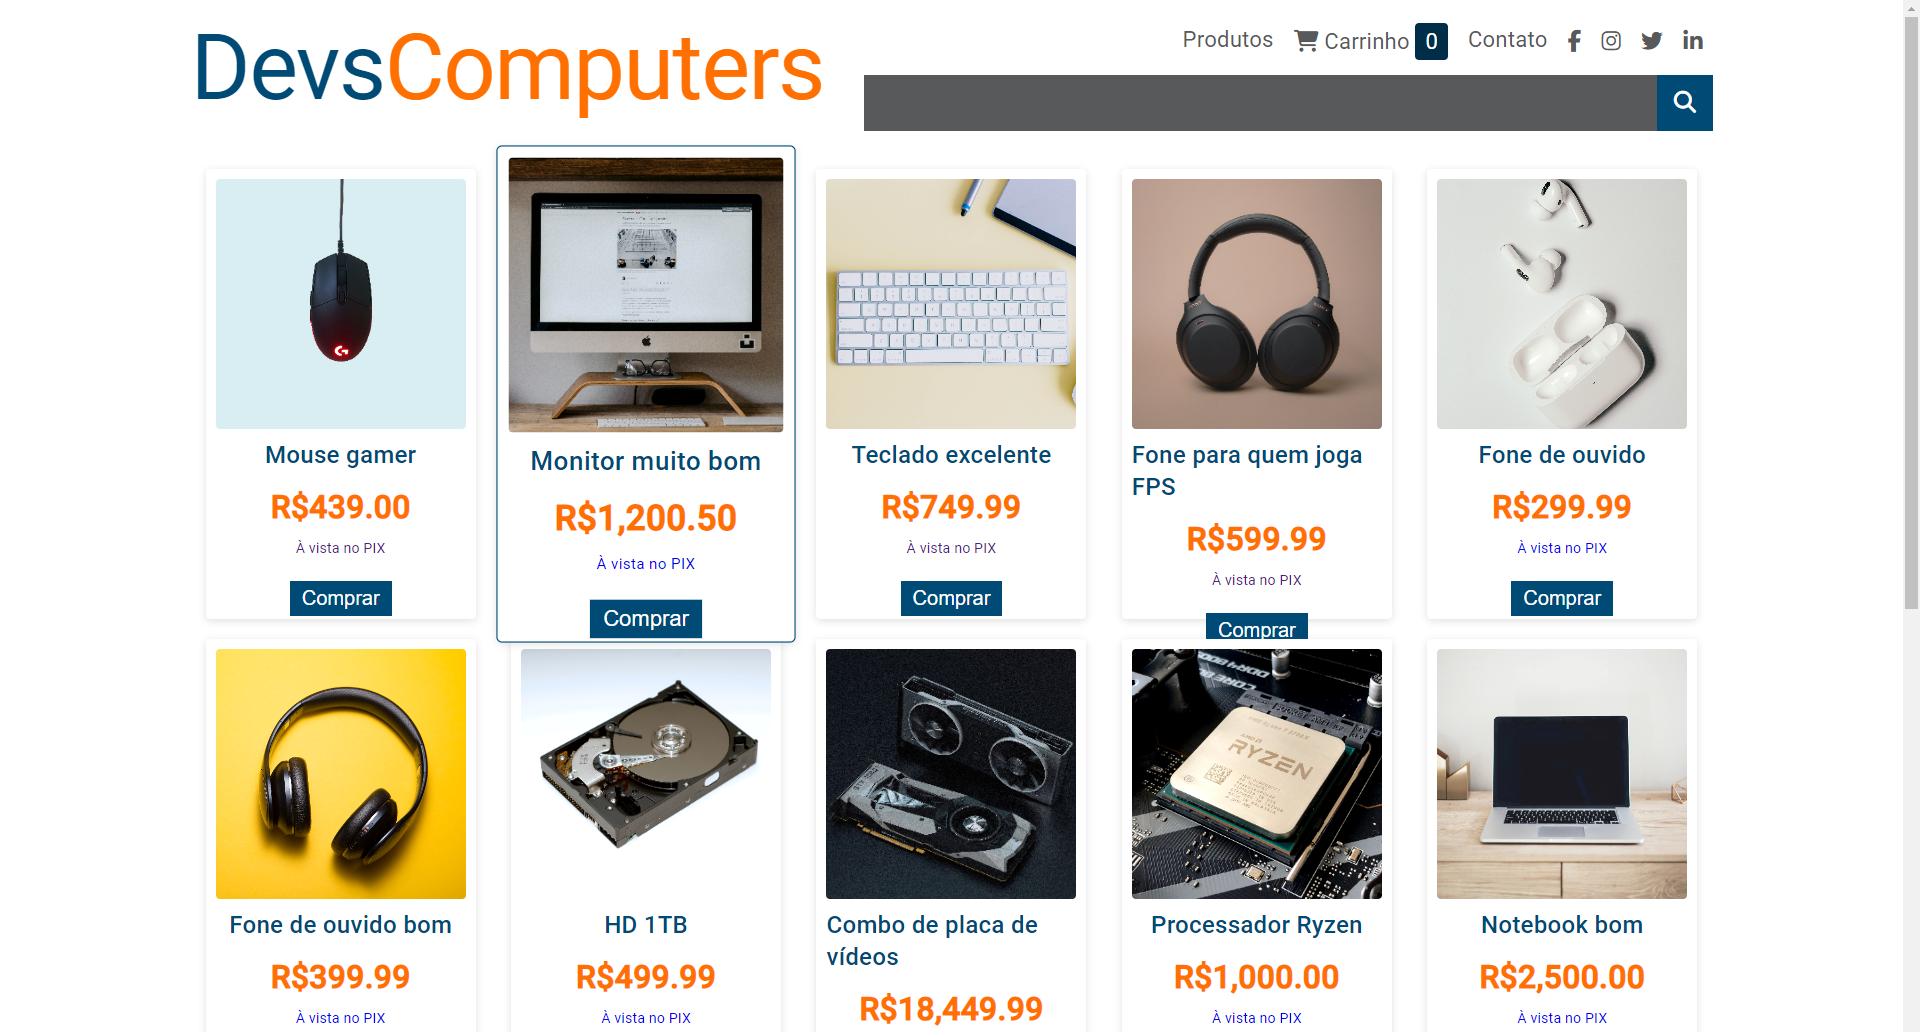 DevsComputers
Produtos Carrinho 0 Contato
Mouse gamer
R$439.00
À vista no PIX
Comprar
Monitor muito bom
R$1,200.50
À vista no PIX
Comprar
Teclado excelente
R$749.99
À vista no PIX
Comprar
Fone para quem joga
FPS
R$599.99
À vista no PIX
Comprar
Fone de ouvido
R$299.99
À vista no PIX
Comprar
Fone de ouvido bom
R$399.99
À vista no PIX
HD 1TB
R$499.99
À vista no PIX
Combo de placa de
vídeos
R$18,449.99
RYZEN
Processador Ryzen
R$1,000.00
À vista no PIX
Notebook bom
R$2,500.00
À vista no PIX